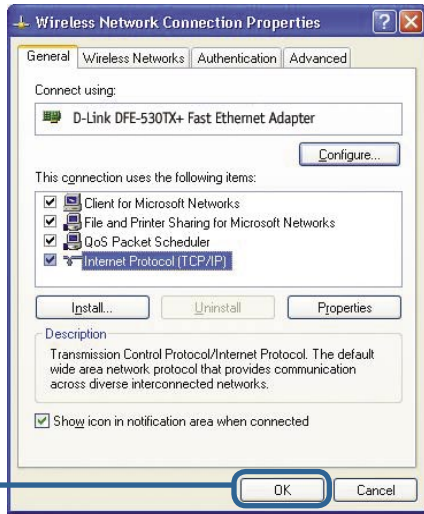 Wireless Network Connection Properties
General Wireless Networks Authentication Advanced
Connect using:
D-Link DFE-530TX+ Fast Ethernet Adapter
Configure...
This connection uses the following items:
Client for Microsoft Networks
File and Printer Sharing for Microsoft Networks
QoS Packet Scheduler
Internet Protocol (TCP/IP)
Install... Uninstall Properties
Description
Transmission Control Protocol/Internet Protocol. The default
wide area network protocol that provides communication
across diverse interconnected networks.
Show icon in notification area when connected
OK Cancel